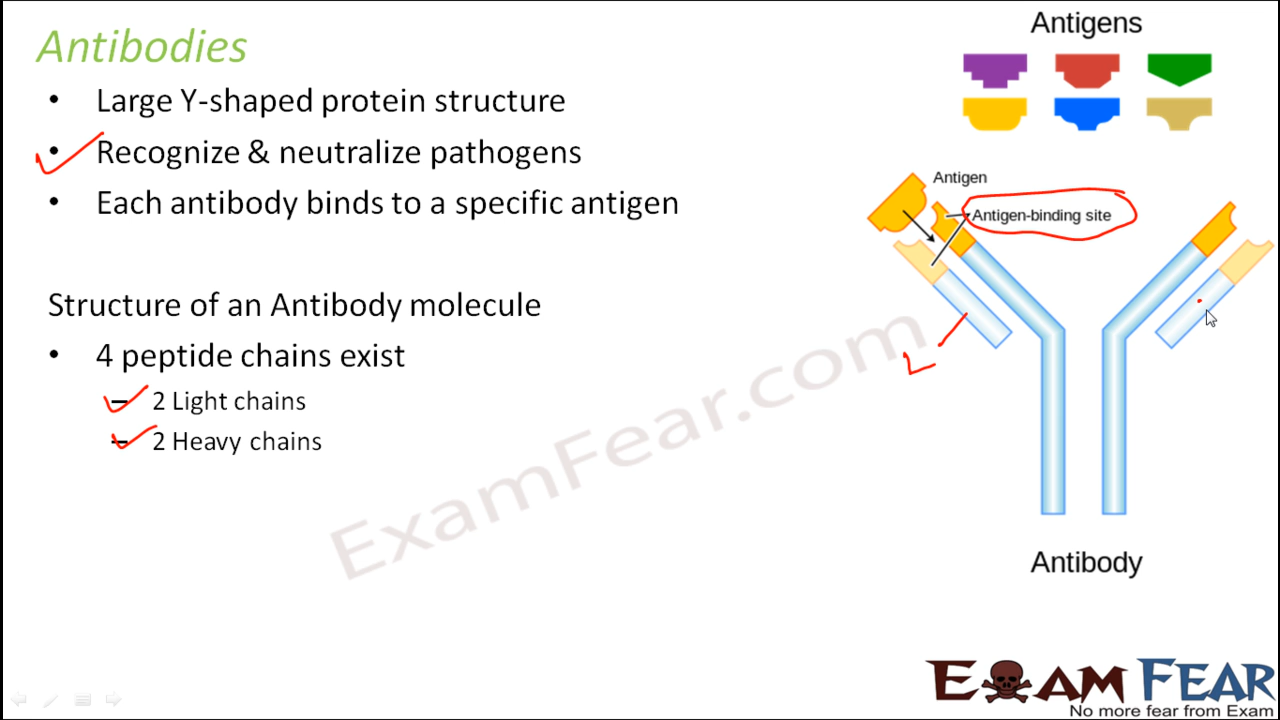 Antibodies
• Large Y-shaped protein structure
• Recognize & neutralize pathogens
• Each antibody binds to a specific antigen
Structure of an Antibody molecule
• 4 peptide chains exist
– 2 Light chains
– 2 Heavy chains
Antigens
Antigen
Antigen-binding site
L
Antibody
ExamFear.com
EXAM FEAR
No more fear from Exam